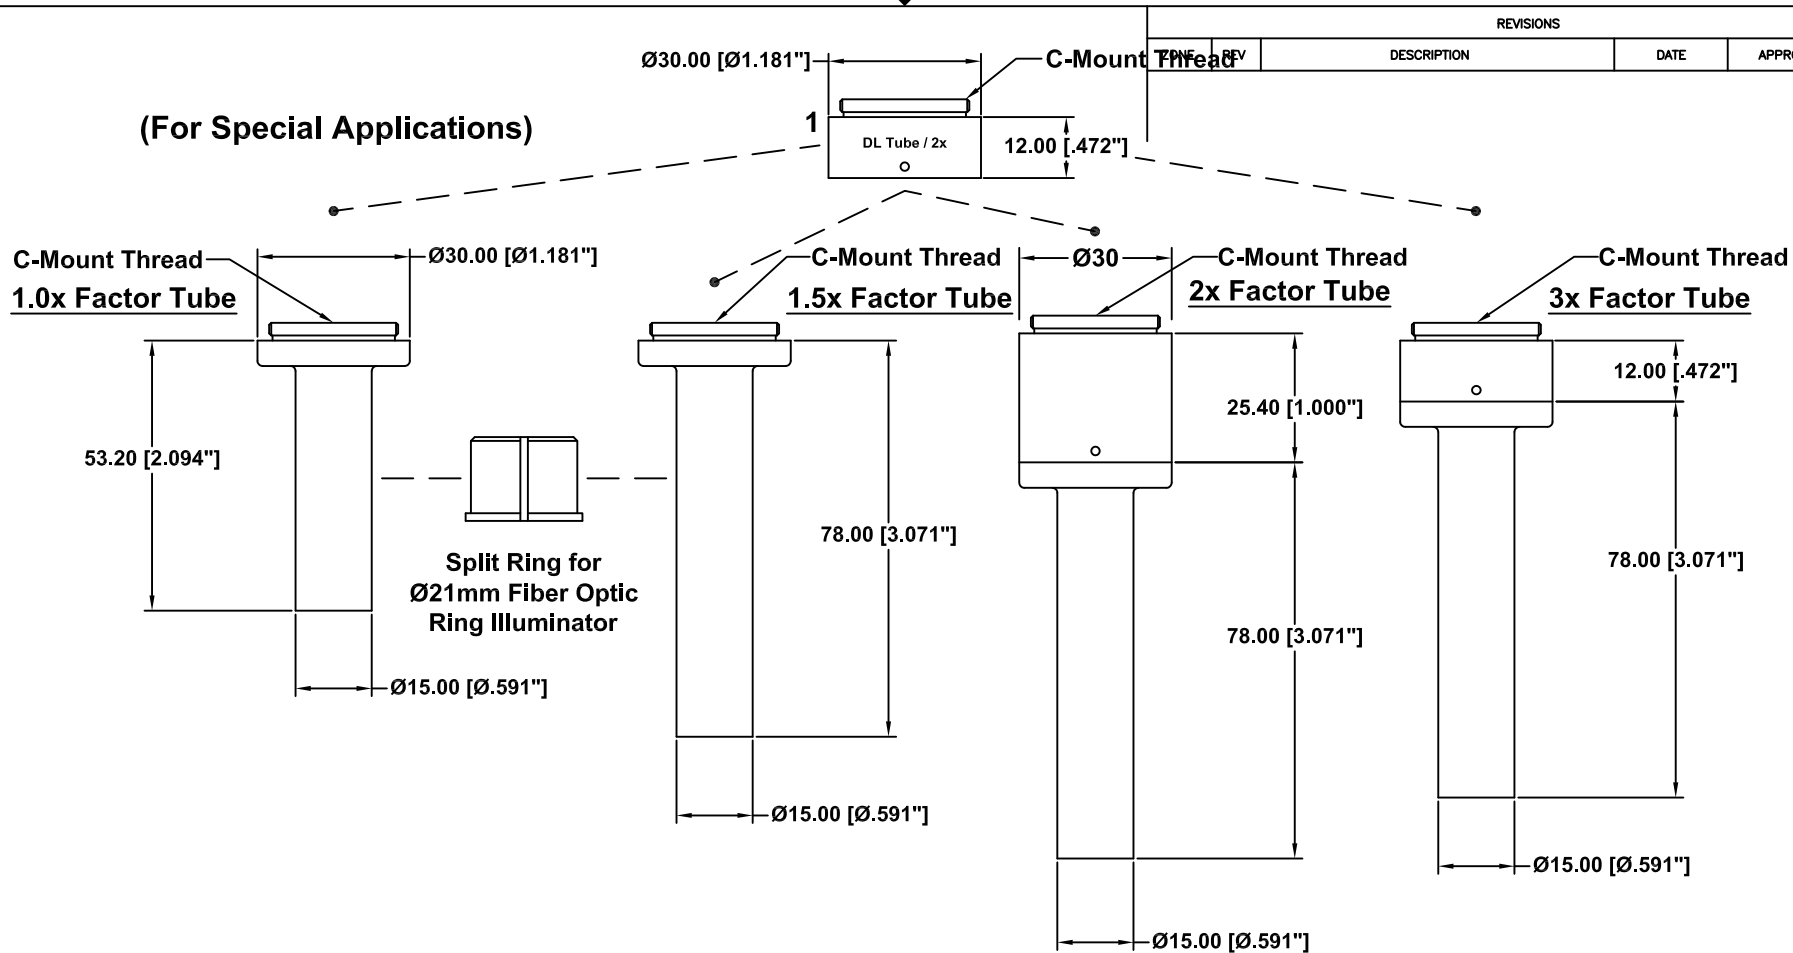 REVISIONS
ZONE REV DESCRIPTION DATE
Ø30.00 [Ø1.181"]
C-Mount Thread
(For Special Applications)
1
DL Tube / 2x
12.00 [.472"]
C-Mount Thread
1.0x Factor Tube
Ø30.00 [Ø1.181"]
C-Mount Thread
1.5x Factor Tube
Ø30
C-Mount Thread
2x Factor Tube
C-Mount Thread
3x Factor Tube
53.20 [2.094"]
Split Ring for
Ø21mm Fiber Optic
Ring Illuminator
Ø15.00 [Ø.591"]
78.00 [3.071"]
Ø15.00 [Ø.591"]
25.40 [1.000"]
78.00 [3.071"]
Ø15.00 [Ø.591"]
12.00 [.472"]
78.00 [3.071"]
Ø15.00 [Ø.591"]